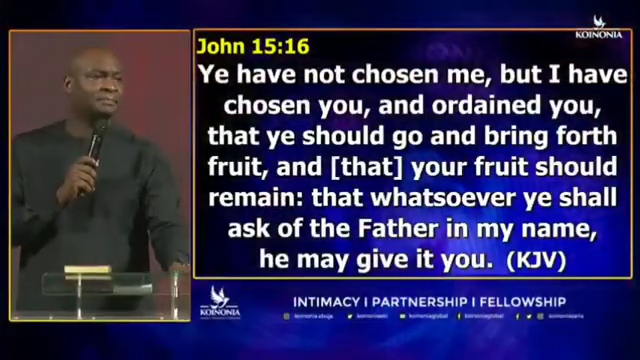 KOINONIA
John 15:16
Ye have not chosen me, but I have
chosen you, and ordained you,
that ye should go and bring forth
fruit, and [that] your fruit should
remain: that whatsoever ye shall
ask of the Father in my name,
he may give it you. (KJV)
KOINONIA
INTIMACY I PARTNERSHIP I FELLOWSHIP
koinoniaglobal koinoniaglobal